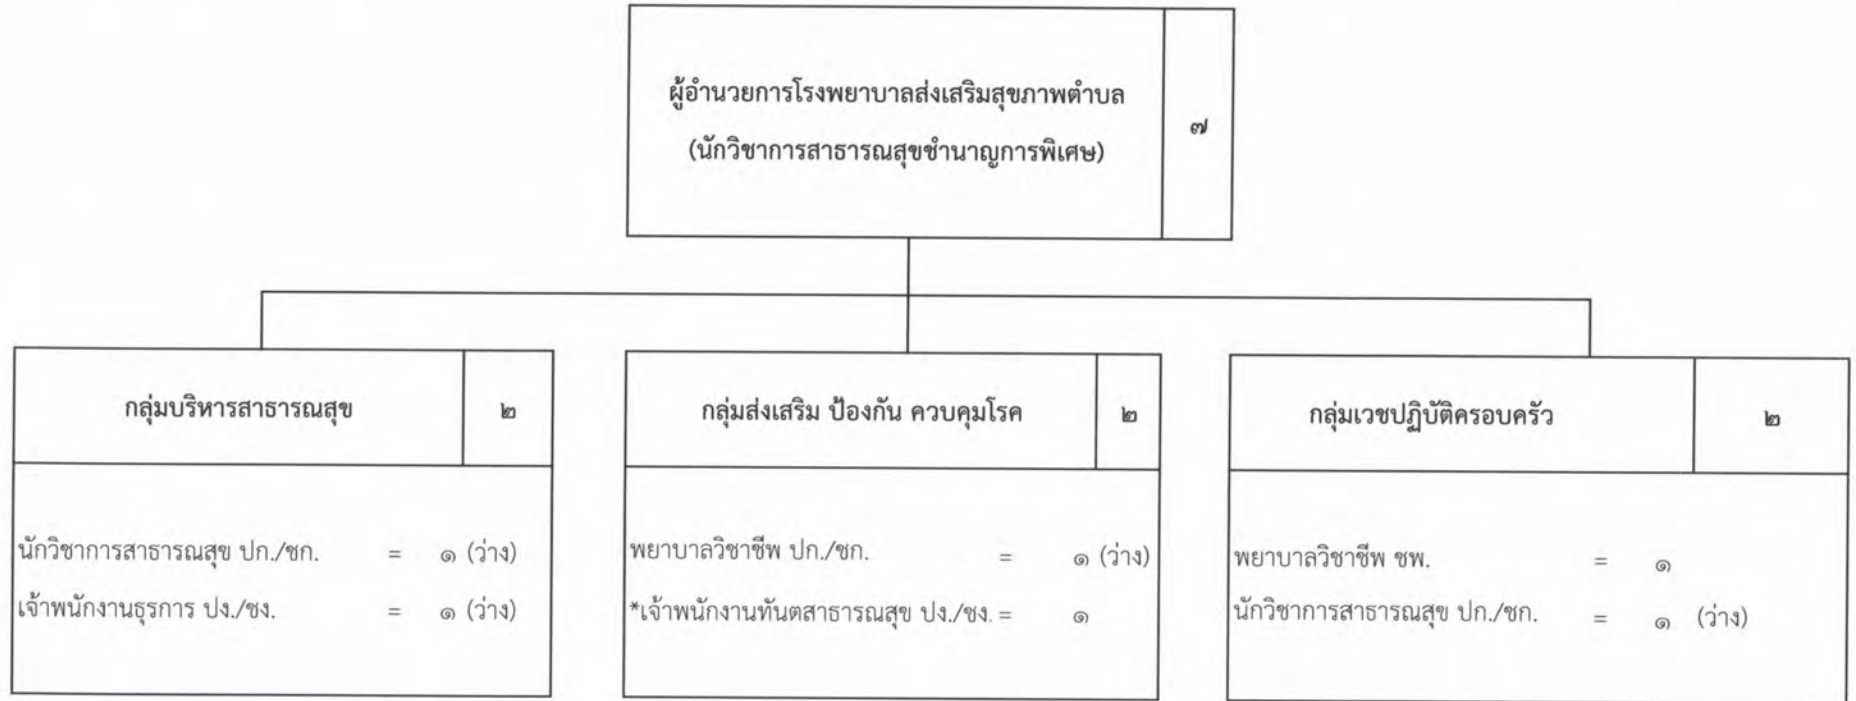 ผู้อำนวยการโรงพยาบาลส่งเสริมสุขภาพตำบล
(นักวิชาการสาธารณสุขชำนาญการพิเศษ)
๗
กลุ่มบริหารสาธารณสุข ๒
นักวิชาการสาธารณสุข ปก./ชก. = ๑ (ว่าง)
เจ้าพนักงานธุรการ ปง./ชง. = ๑ (ว่าง)
กลุ่มส่งเสริม ป้องกัน ควบคุมโรค ๒
พยาบาลวิชาชีพ ปก./ชก. = ๑ (ว่าง)
*เจ้าพนักงานทันตสาธารณสุข ปง./ชง. = ๑
กลุ่มเวชปฏิบัติครอบครัว ๒
พยาบาลวิชาชีพ ชพ. = ๑
นักวิชาการสาธารณสุข ปก./ชก. = ๑ (ว่าง)